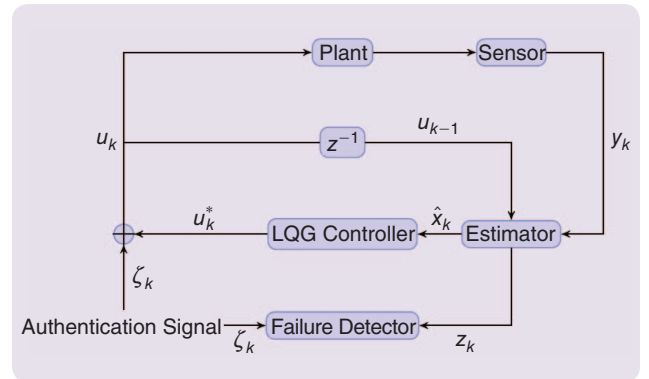 Plant
Sensor
u_k
z^{-1}
u_{k-1}
y_k
u_k^*
LQG Controller
x̂_k
Estimator
ζ_k
Authentication Signal
ζ_k
Failure Detector
z_k